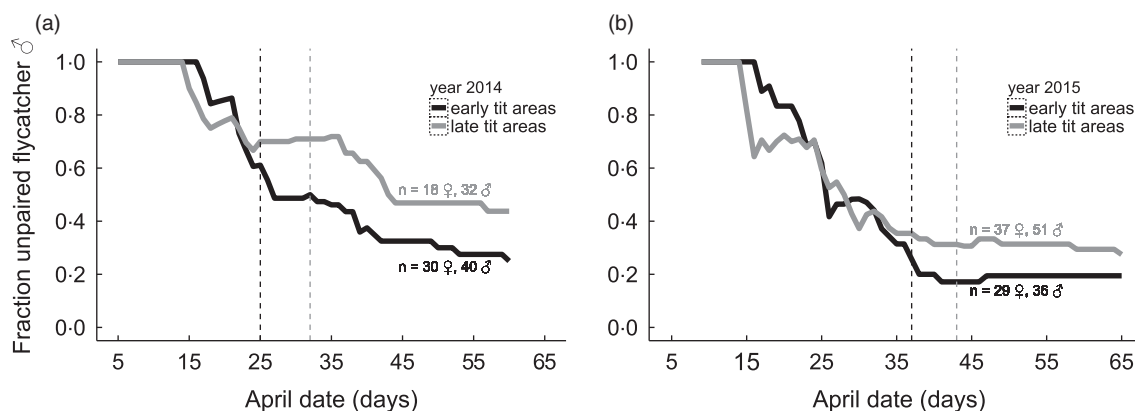 (a)
Fraction unpaired flycatcher ♂
1·0
0·8
0·6
0·4
0·2
0·0
year 2014
early tit areas
late tit areas
n = 18 ♀, 32 ♂
n = 30 ♀, 40 ♂
5 15 25 35 45 55 65
April date (days)
(b)
1·0
0·8
0·6
0·4
0·2
0·0
year 2015
early tit areas
late tit areas
n = 37 ♀, 51 ♂
n = 29 ♀, 36 ♂
5 15 25 35 45 55 65
April date (days)